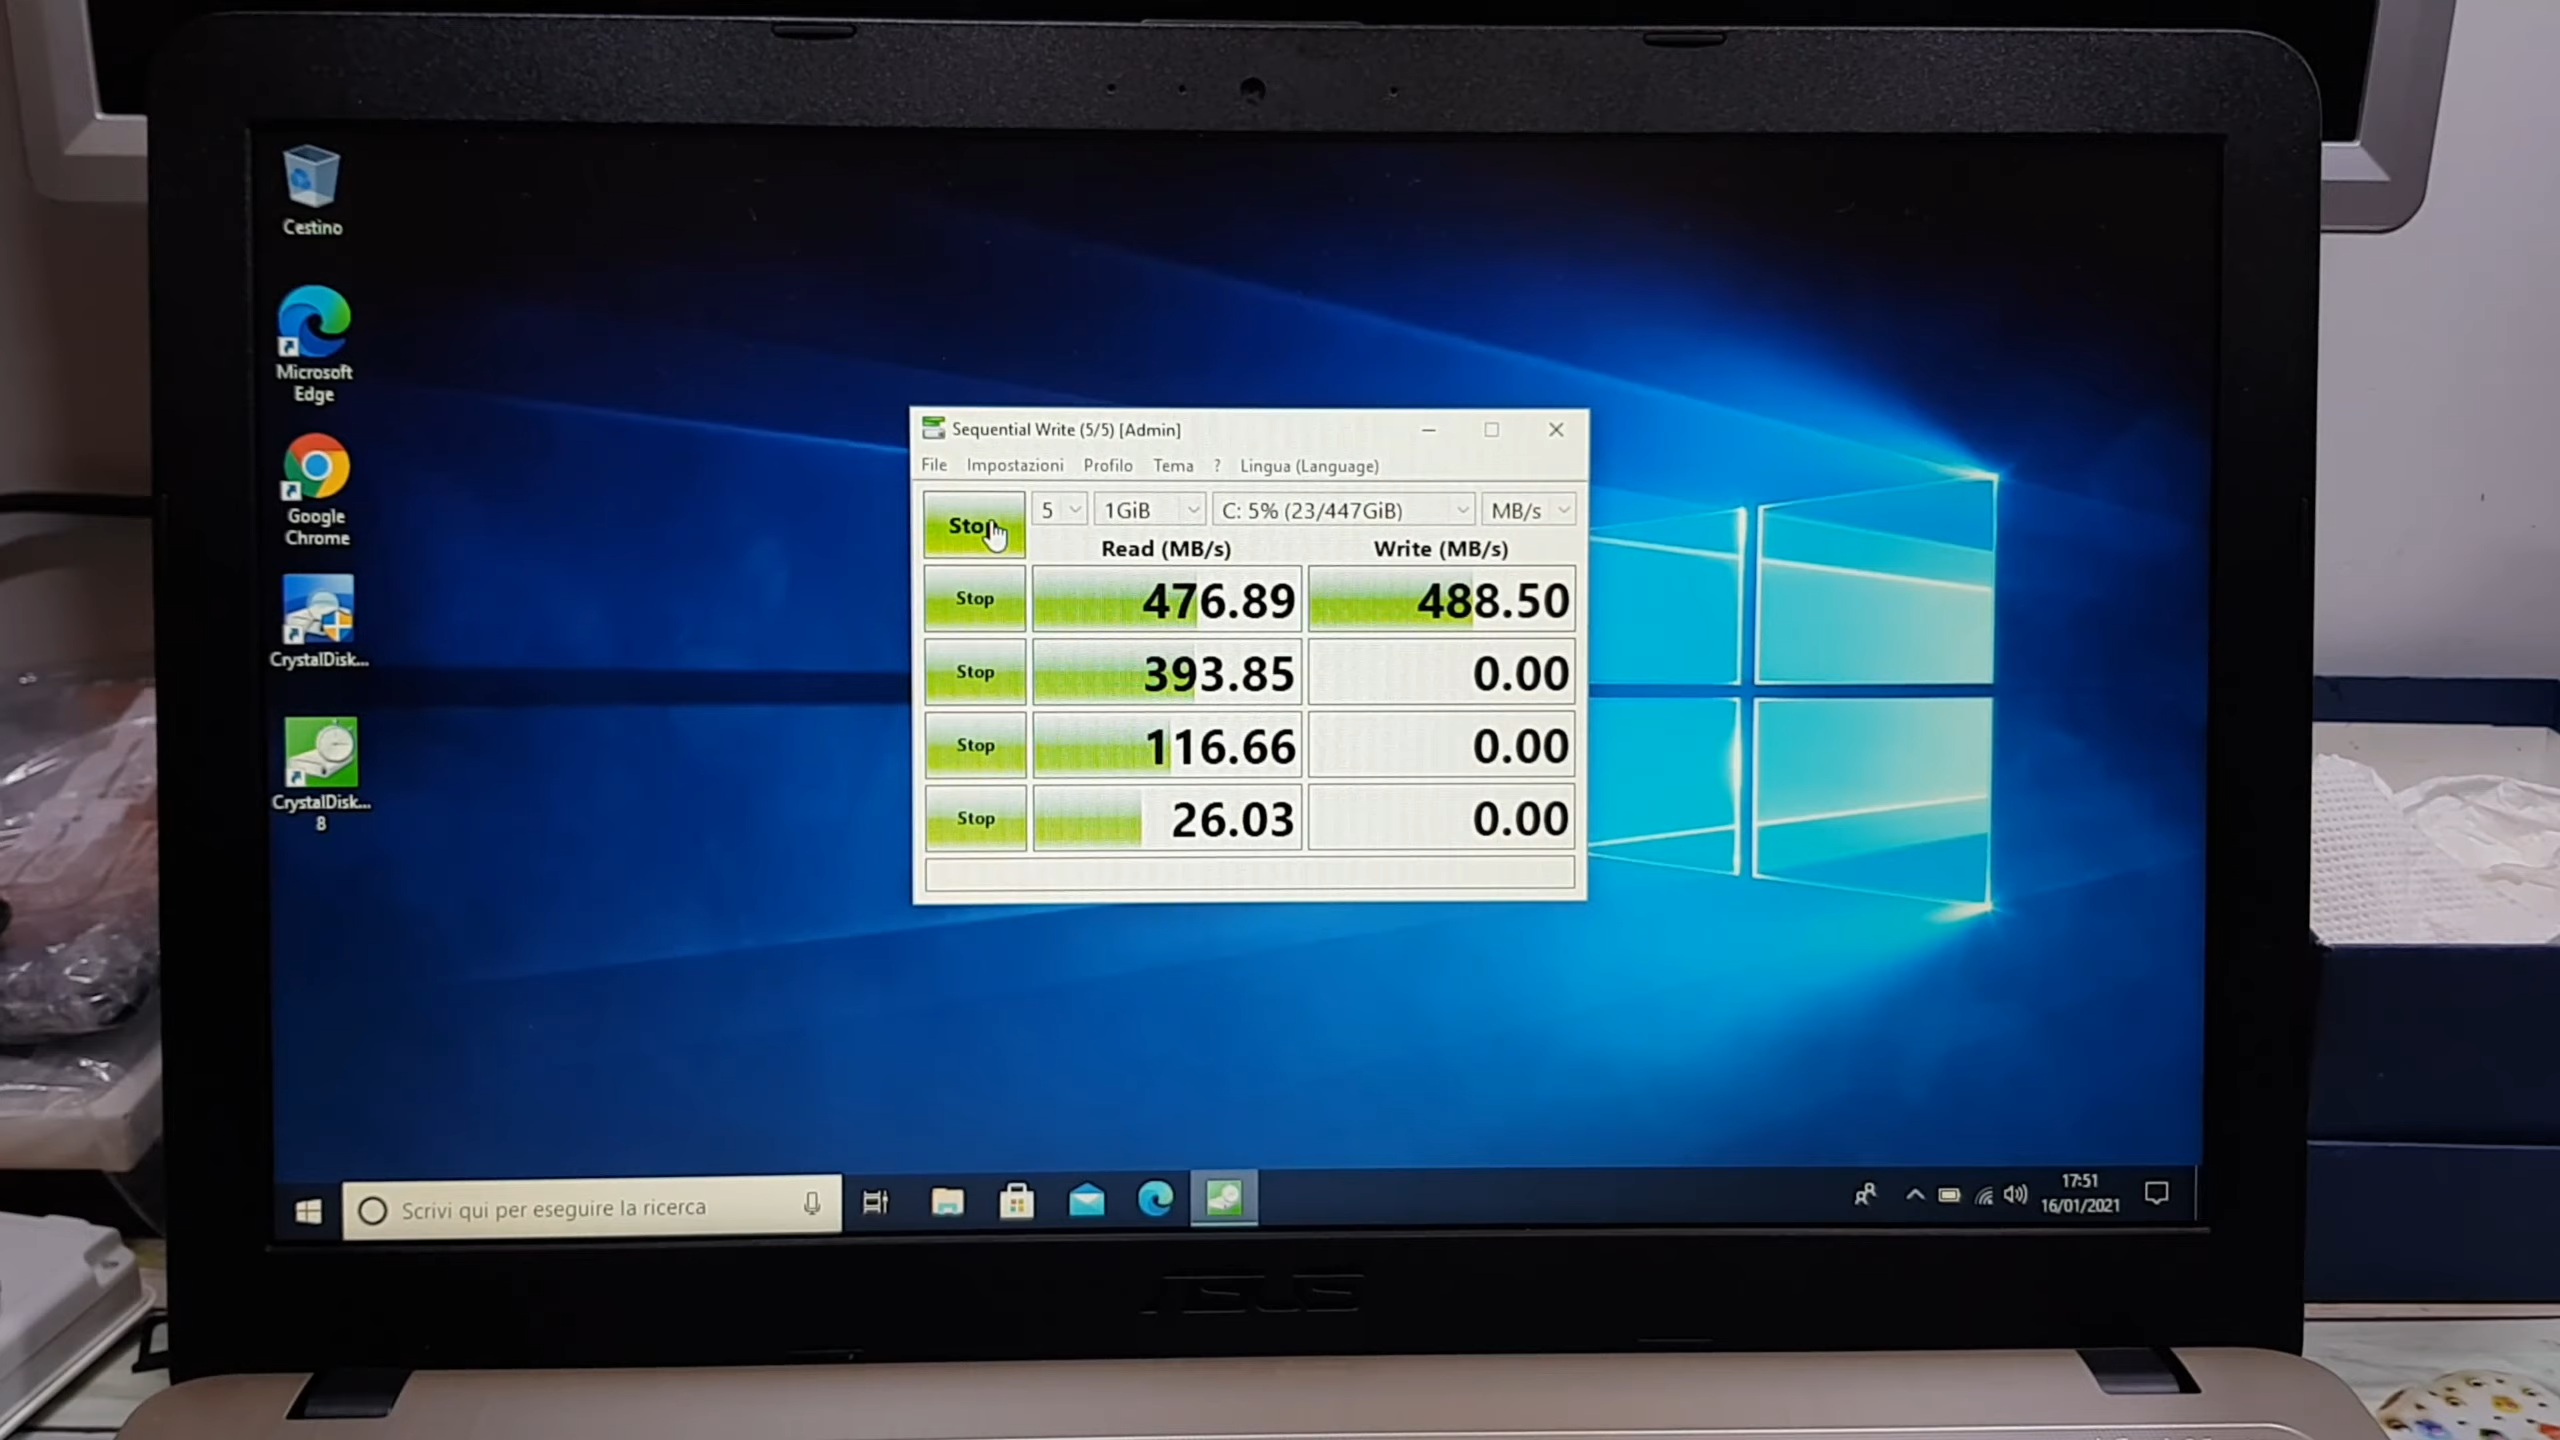 Cestino
Microsoft
Edge
Google
Chrome
CrystalDisk...
CrystalDisk...
8
Sequential Write (5/5) [Admin]
File Impostazioni Profilo Tema ? Lingua (Language)
Stop 5 1GiB C: 5% (23/447GiB) MB/s
Read (MB/s) Write (MB/s)
Stop 476.89 488.50
Stop 393.85 0.00
Stop 116.66 0.00
Stop 26.03 0.00
Scrivi qui per eseguire la ricerca
17:51
16/01/2021
ASUS